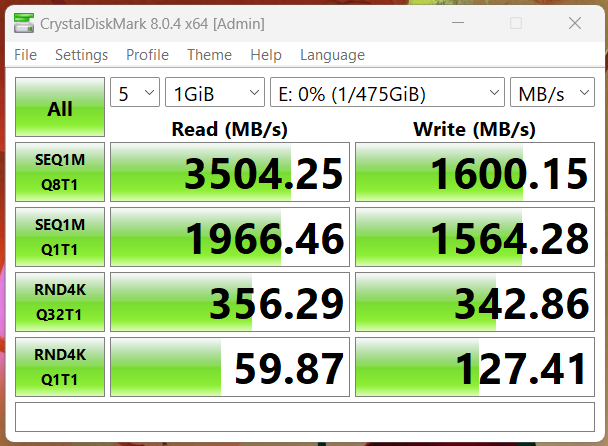 CrystalDiskMark 8.0.4 x64 [Admin]
File Settings Profile Theme Help Language
All 5 1GiB E: 0% (1/475GiB) MB/s
Read (MB/s) Write (MB/s)
SEQ1M
Q8T1 3504.25 1600.15
SEQ1M
Q1T1 1966.46 1564.28
RND4K
Q32T1 356.29 342.86
RND4K
Q1T1 59.87 127.41